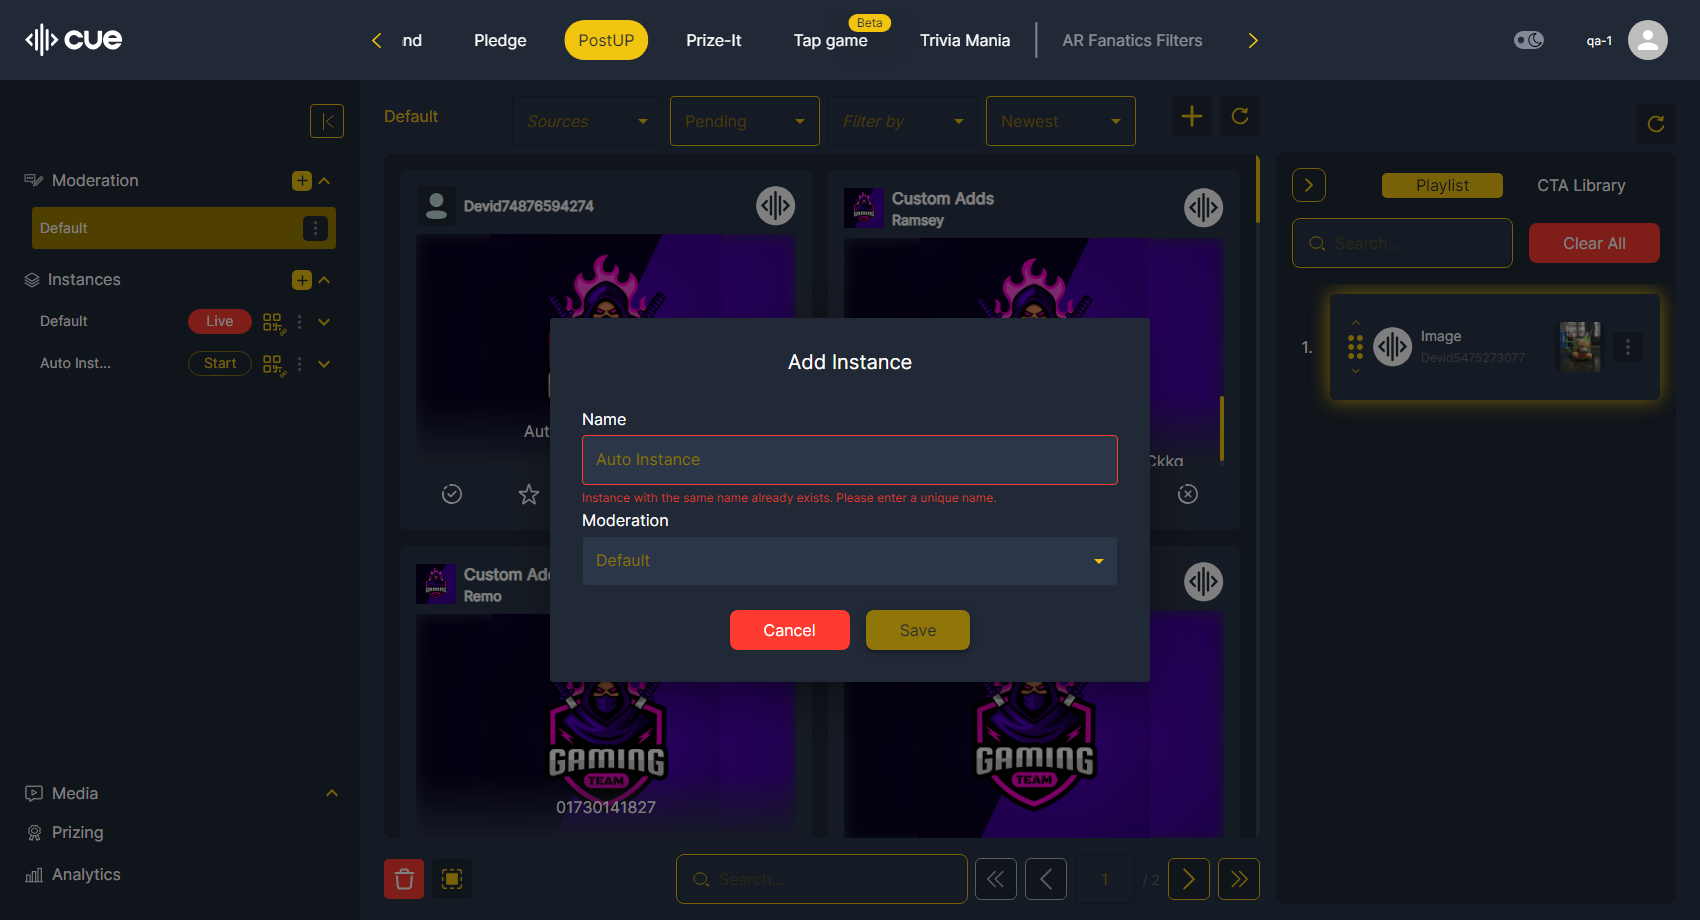 cue
nd
Pledge
PostUP
Prize-It
Beta
Tap game
Trivia Mania
AR Fanatics Filters
qa-1
Default
Sources
Pending
Filter by
Newest
Moderation
Default
Instances
Default
Live
Auto Inst...
Start
Media
Prizing
Analytics
Devid74876594274
Custom Adds
Ramsey
Aut
Ckkq
Custom Add
Remo
GAMING
TEAM
01730141827
GAMING
TEAM
Add Instance
Name
Auto Instance
Instance with the same name already exists. Please enter a unique name.
Moderation
Default
Cancel
Save
Search...
1
/ 2
Playlist
CTA Library
Search...
Clear All
1.
Image
Devid5475273077